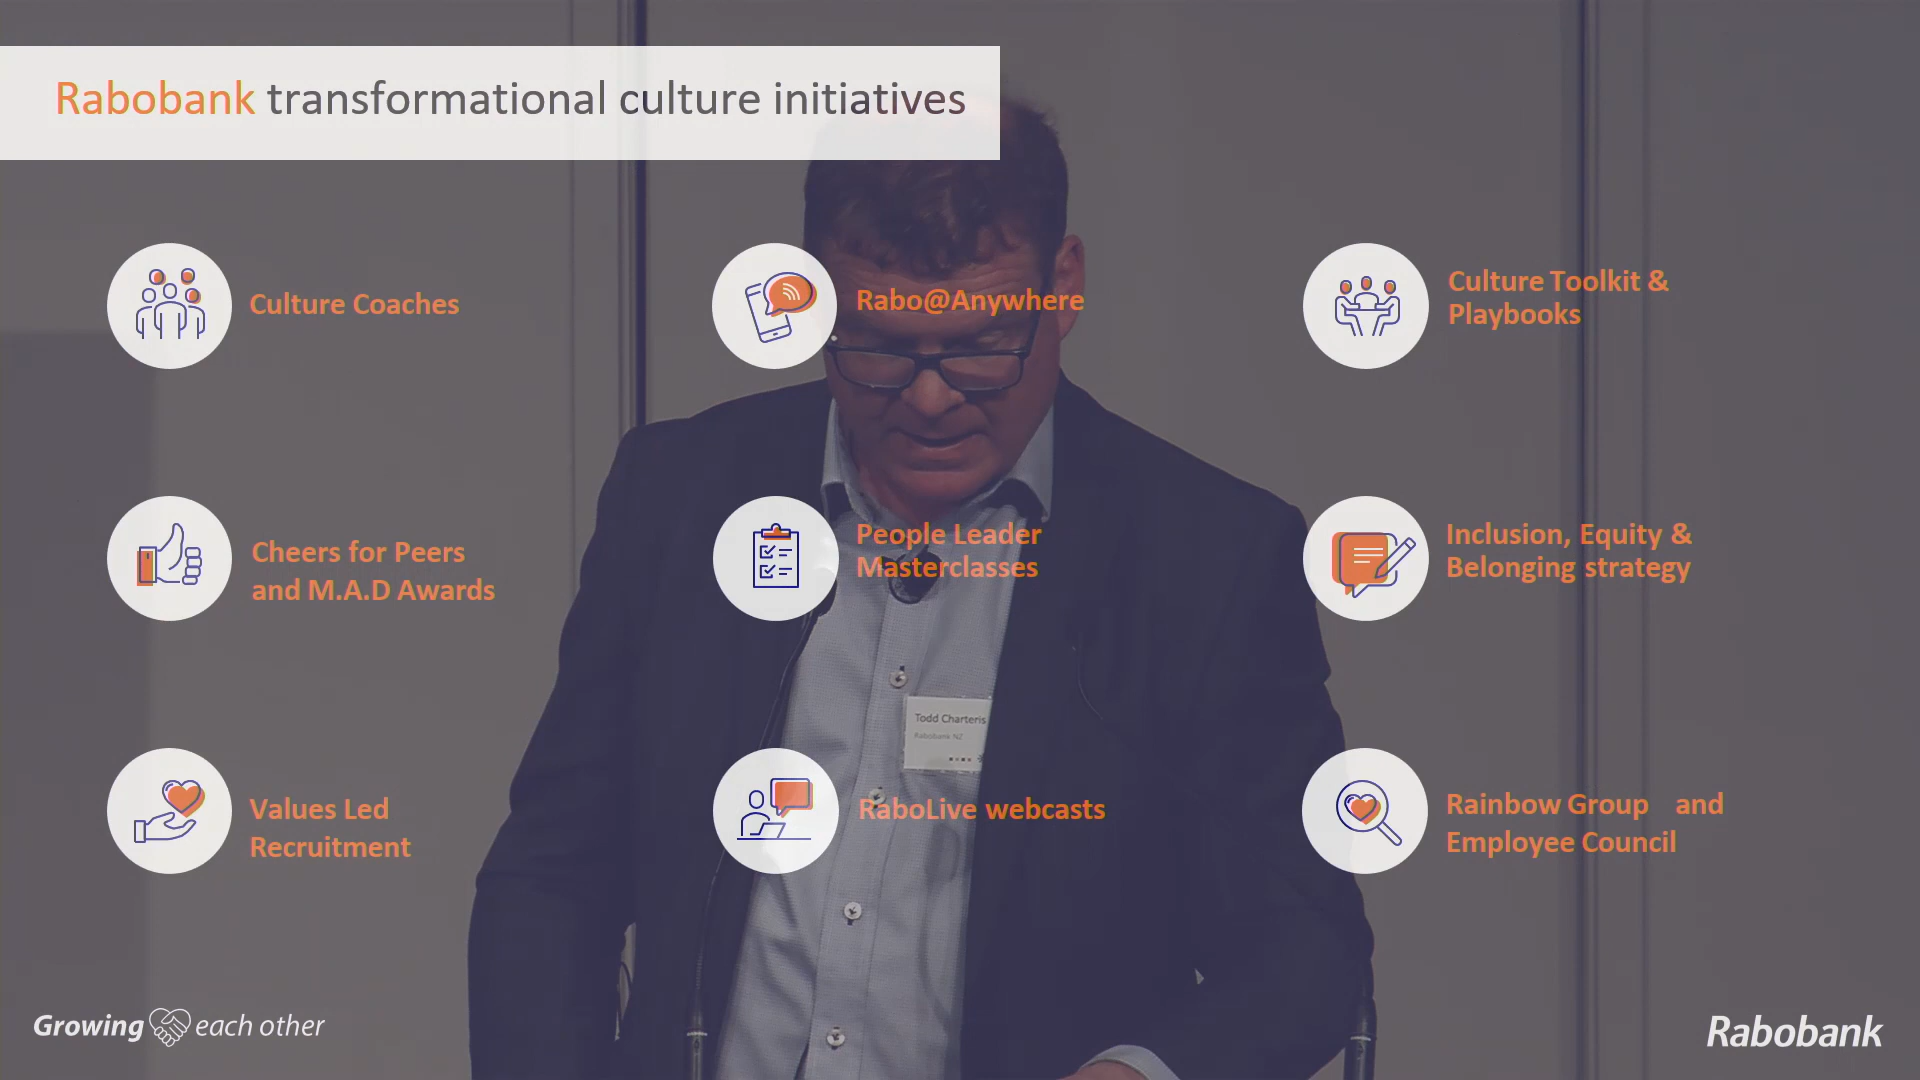 Rabobank transformational culture initiatives
Culture Coaches
Rabo@Anywhere
Culture Toolkit &
Playbooks
Cheers for Peers
and M.A.D Awards
People Leader
Masterclasses
Inclusion, Equity &
Belonging strategy
Values Led
Recruitment
RaboLive webcasts
Rainbow Group and
Employee Council
Todd Charteris
Rabobank NZ
Growing each other
Rabobank